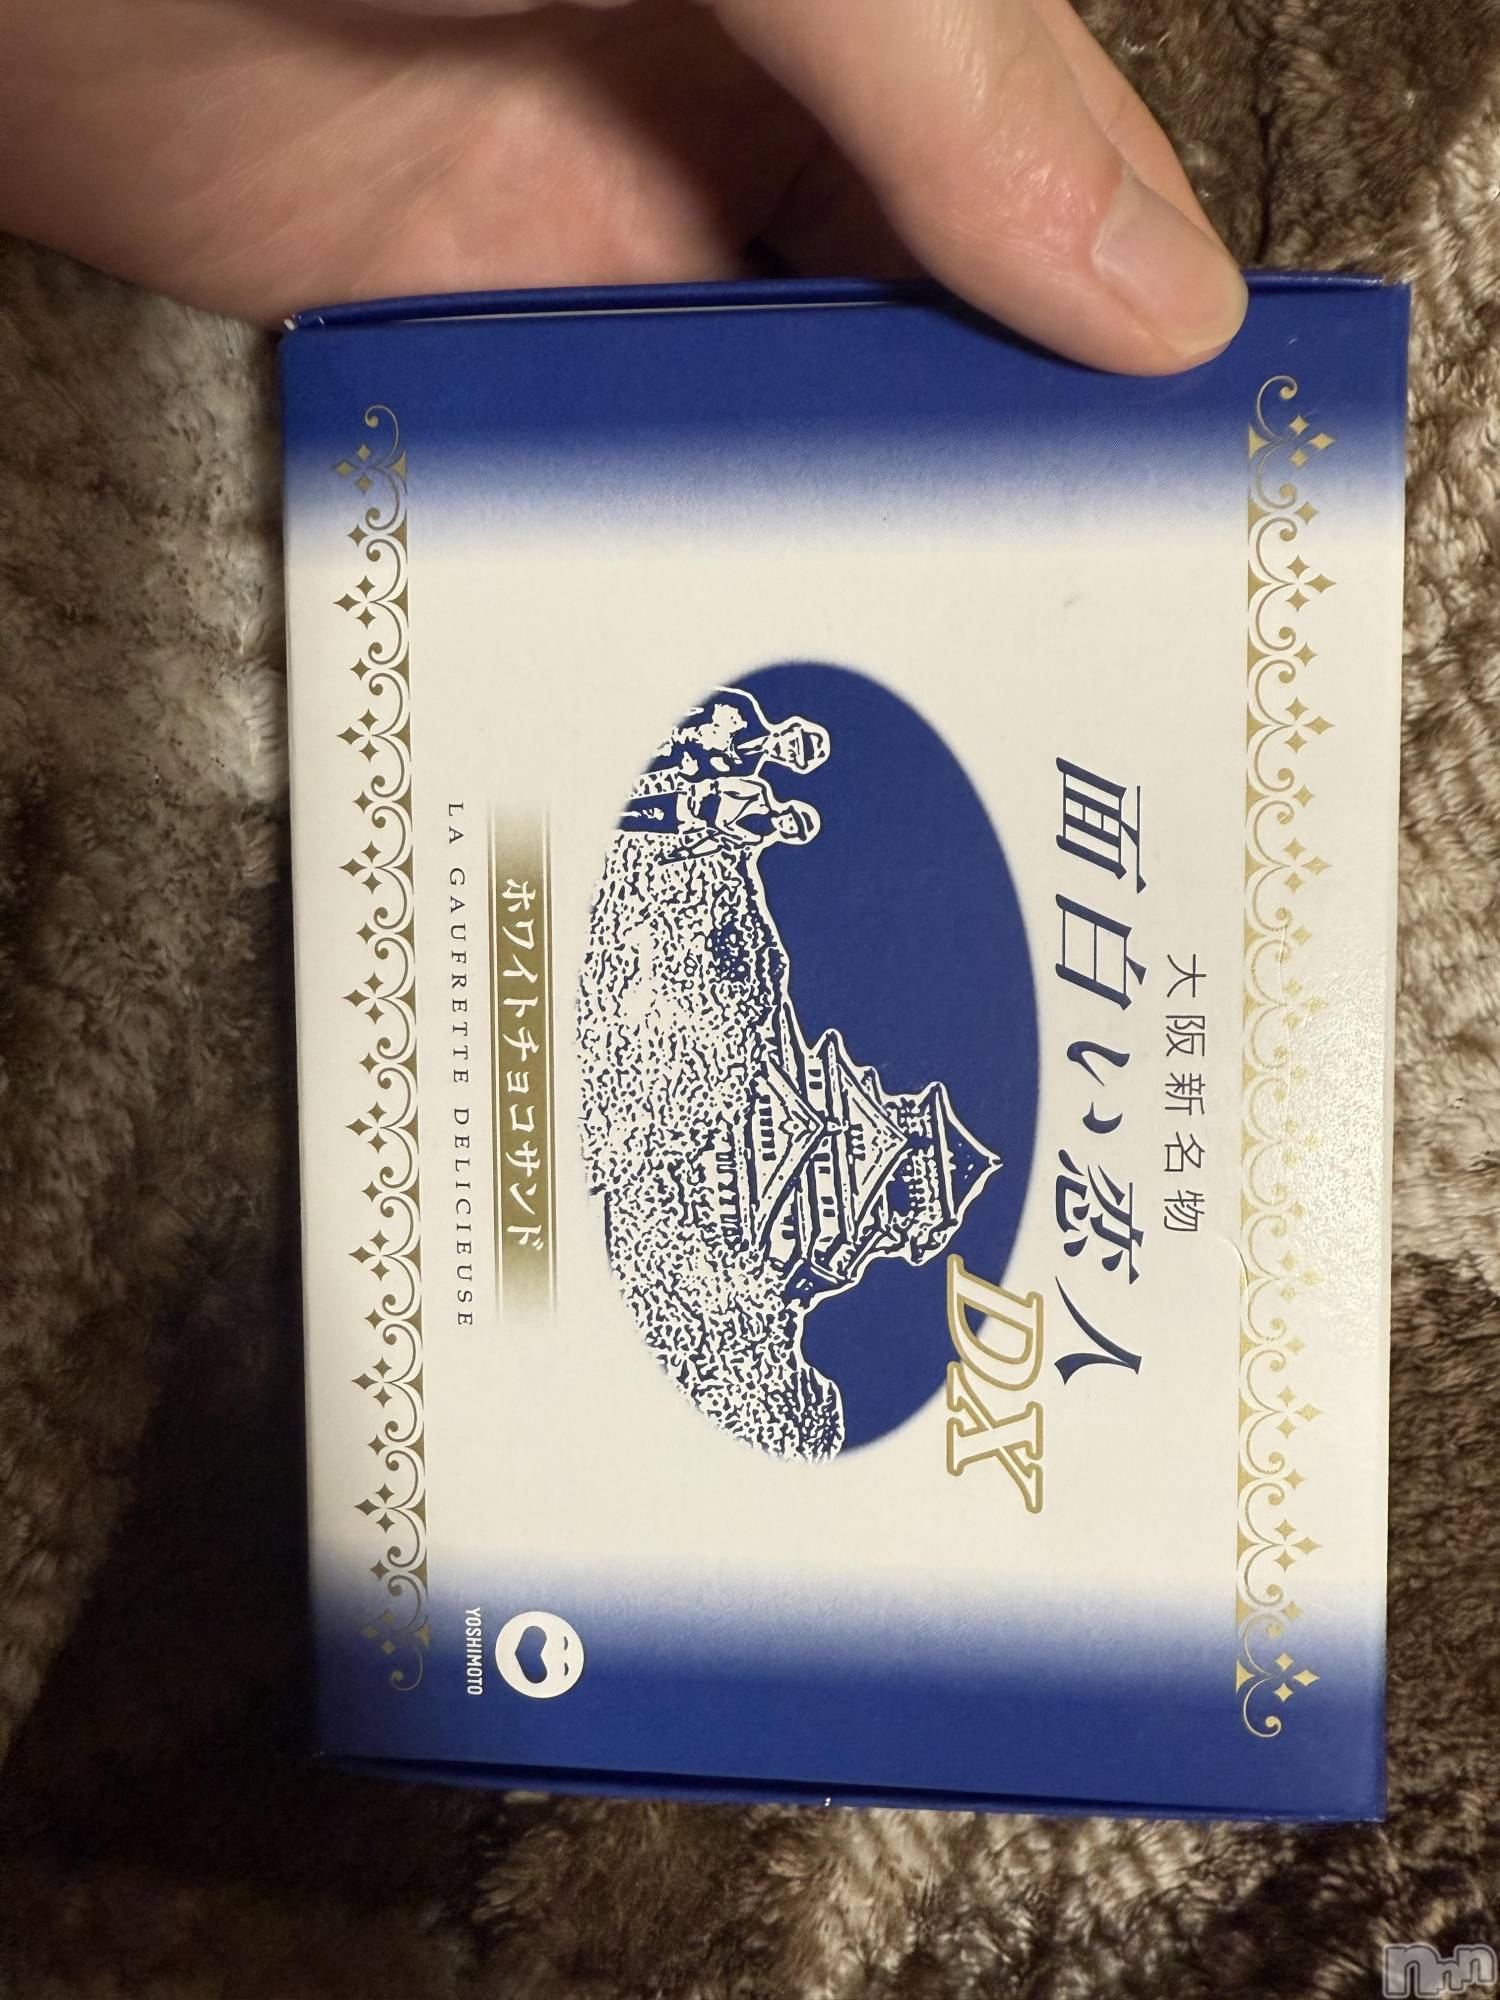 大阪新名物
面白い恋人
DX
ホワイトチョコサンド
LA GAUFRETTE DELICIEUSE
YOSHIMOTO
nnn